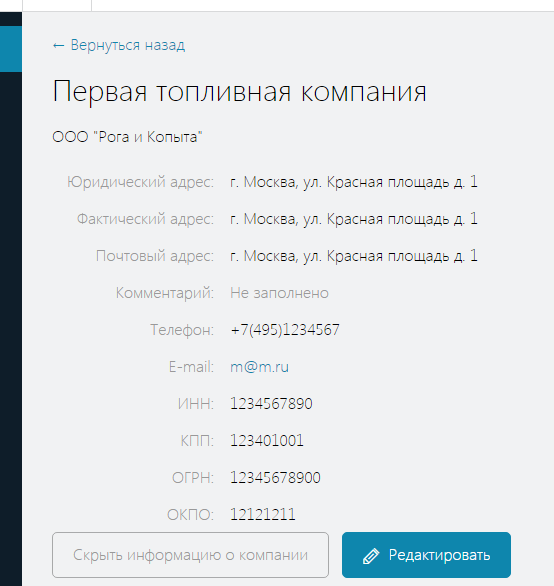 ← Вернуться назад
Первая топливная компания
ООО "Рога и Копыта"
Юридический адрес: г. Москва, ул. Красная площадь д. 1
Фактический адрес: г. Москва, ул. Красная площадь д. 1
Почтовый адрес: г. Москва, ул. Красная площадь д. 1
Комментарий: Не заполнено
Телефон: +7(495)1234567
E-mail: m@m.ru
ИНН: 1234567890
КПП: 123401001
ОГРН: 12345678900
ОКПО: 12121211
Скрыть информацию о компании Редактировать